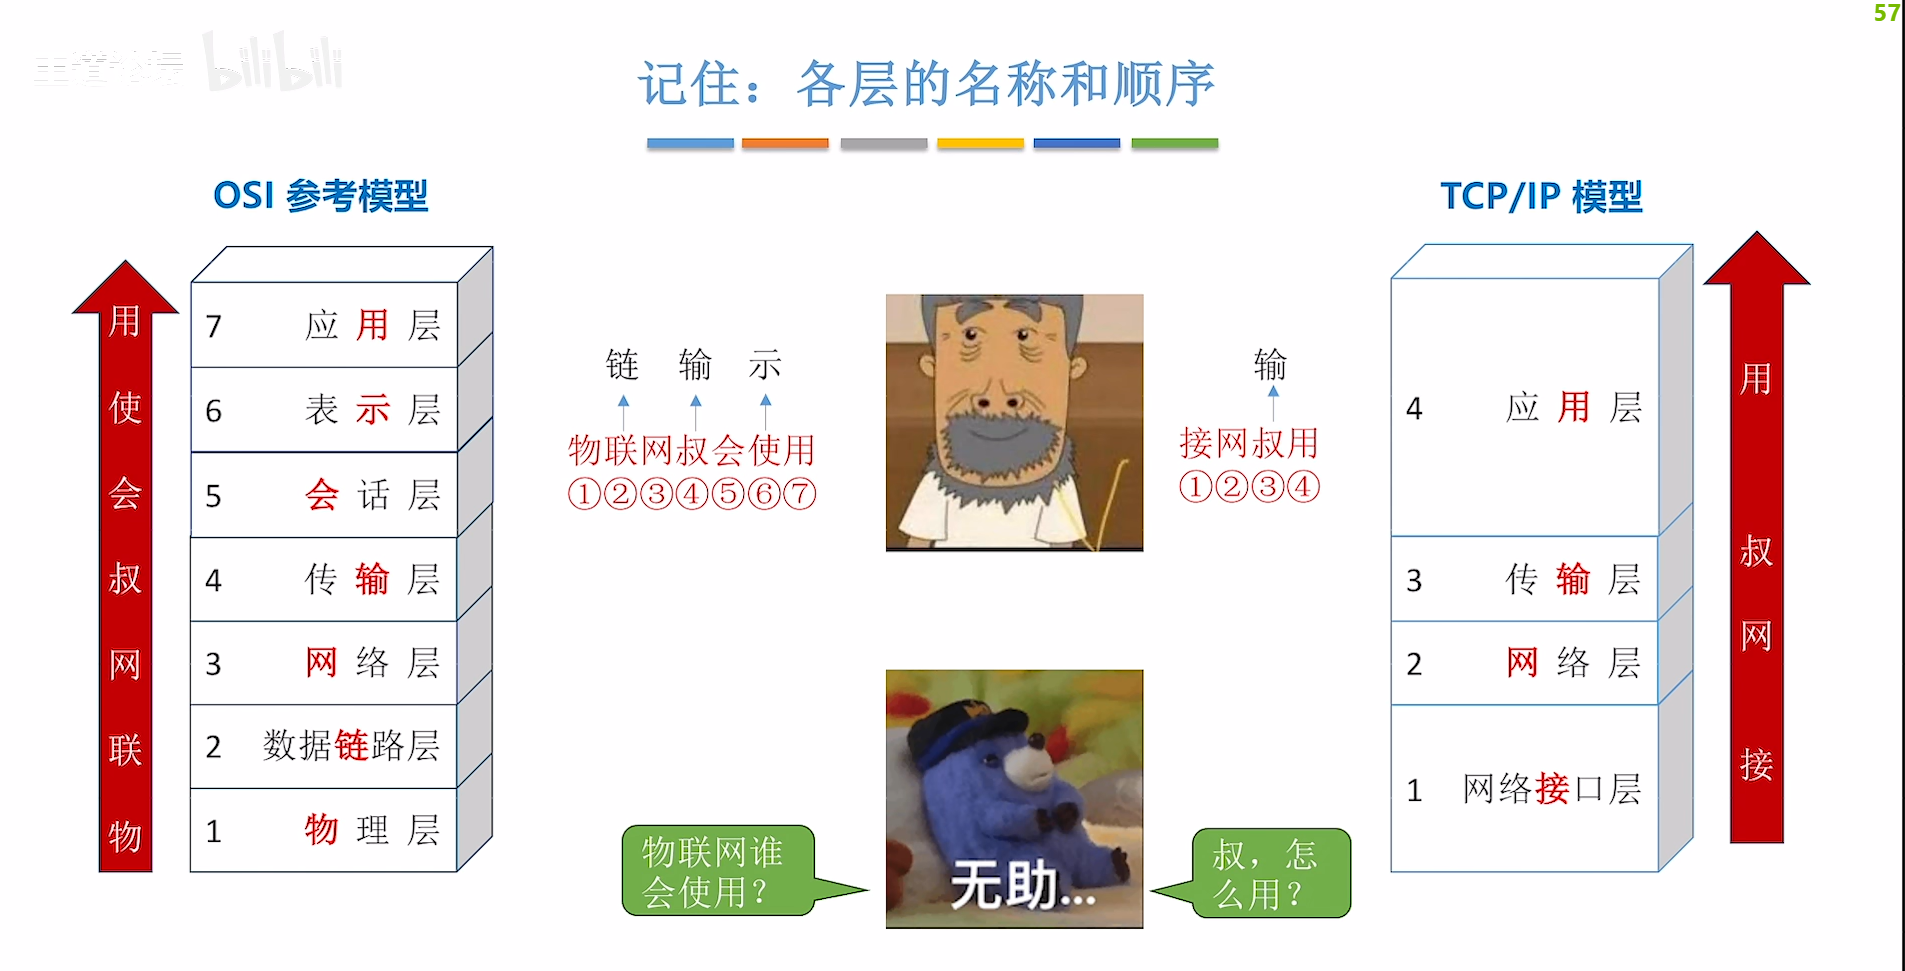 57
bilibili
记住：各层的名称和顺序
OSI 参考模型
用
使
会
叔
网
联
物
7 应用层
6 表示层
5 会话层
4 传输层
3 网络层
2 数据链路层
1 物理层
链 输 示
物联网叔会使用
①②③④⑤⑥⑦
输
接网叔用
①②③④
物联网谁
会使用？
无助...
叔，怎
么用？
TCP/IP 模型
4 应用层
3 传输层
2 网络层
1 网络接口层
用
叔
网
接